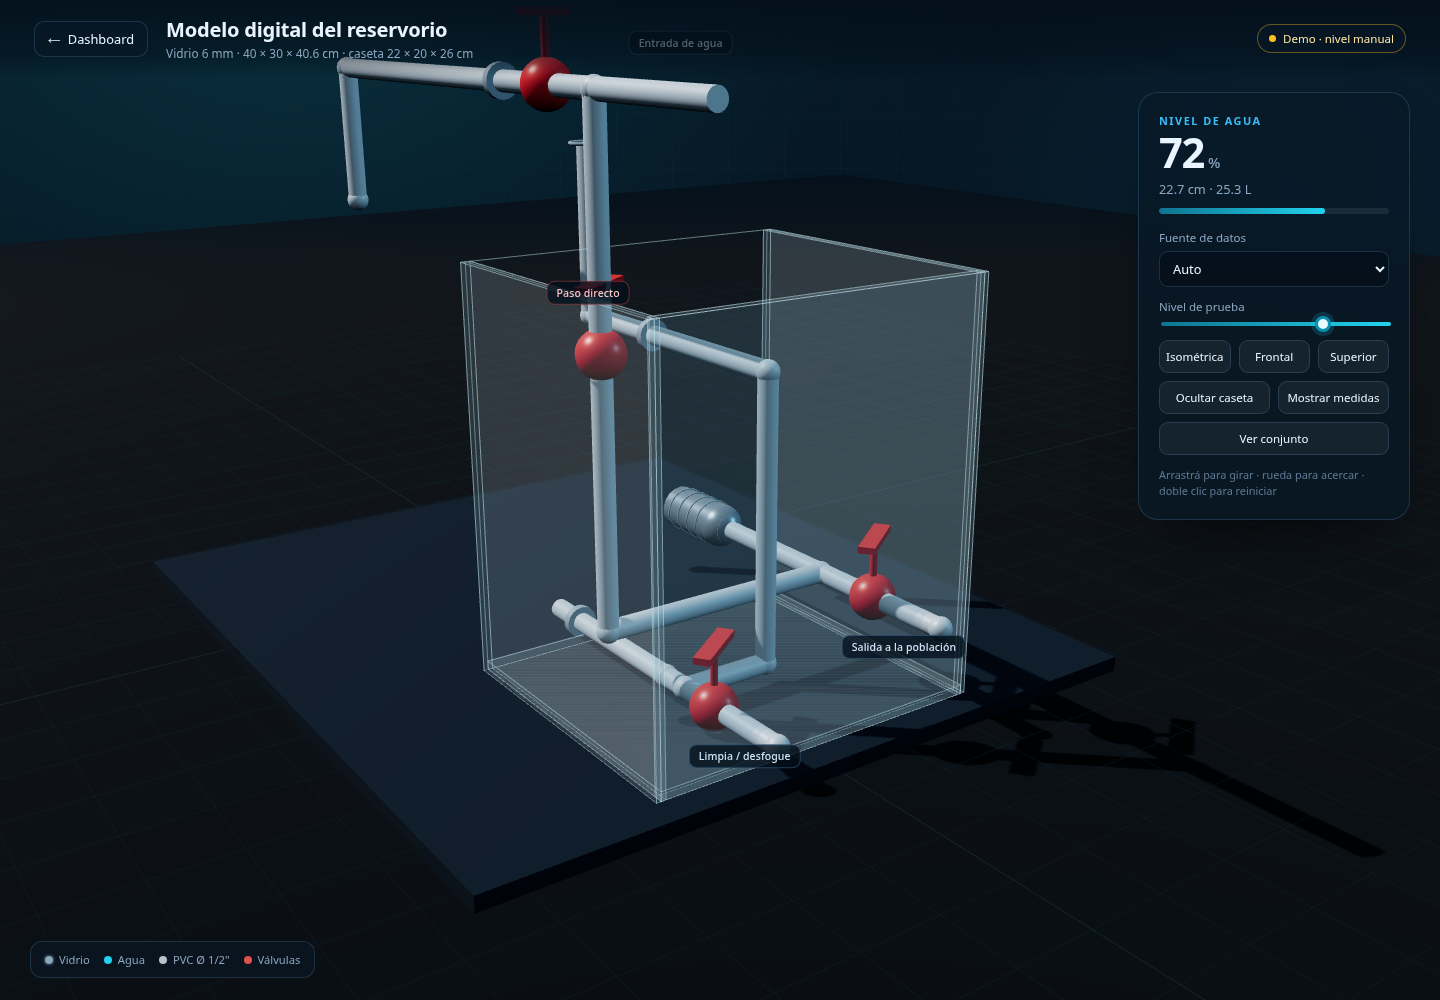 ← Dashboard
Modelo digital del reservorio
Vidrio 6 mm · 40 × 30 × 40.6 cm · caseta 22 × 20 × 26 cm
Entrada de agua
Demo · nivel manual
NIVEL DE AGUA
72 %
22.7 cm · 25.3 L
Fuente de datos
Auto
Nivel de prueba
Isométrica Frontal Superior
Ocultar caseta Mostrar medidas
Ver conjunto
Arrastrá para girar · rueda para acercar ·
doble clic para reiniciar
Paso directo
Salida a la población
Limpia / desfogue
Vidrio Agua PVC Ø 1/2" Válvulas